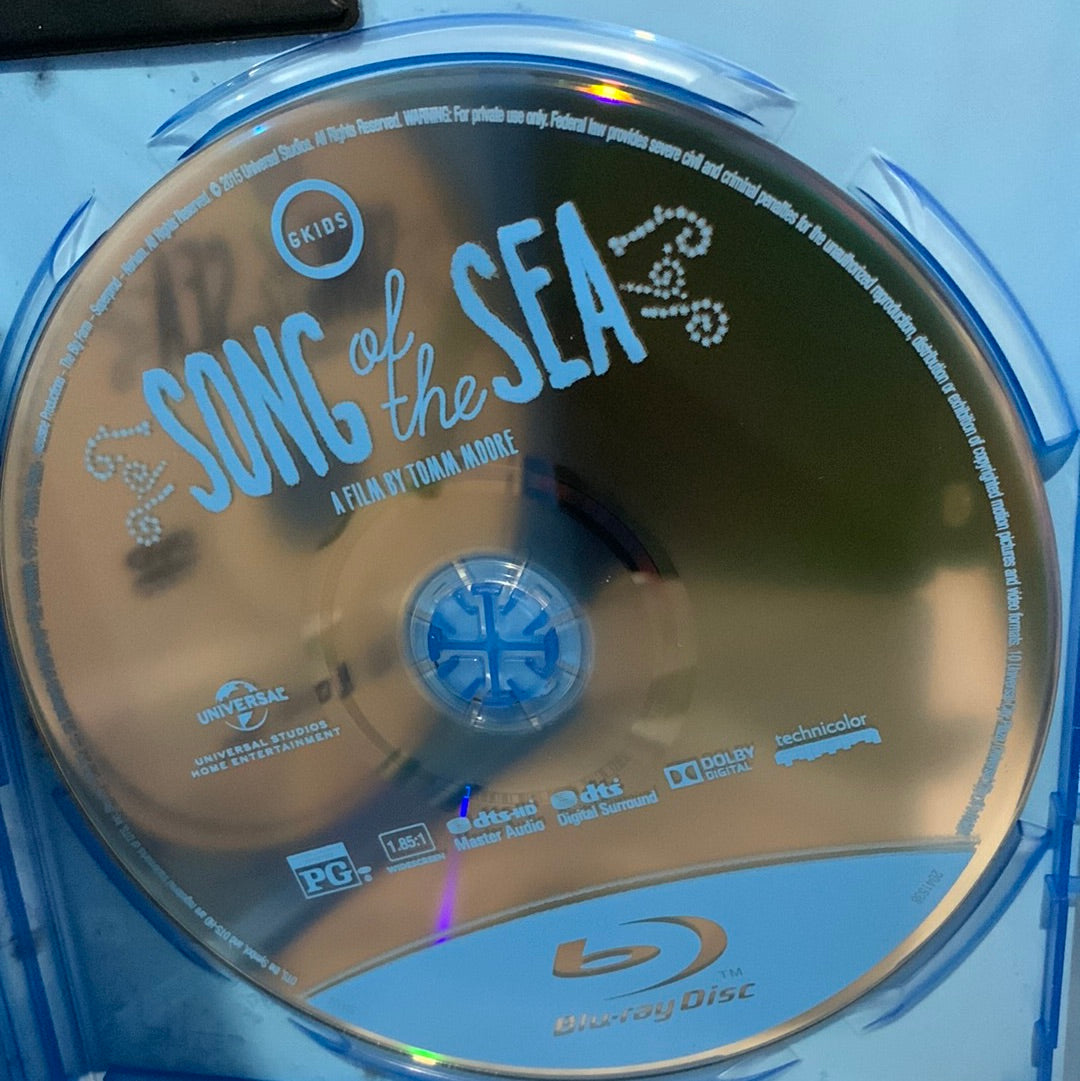 GKIDS
SONG of the SEA
A FILM BY TOMM MOORE
UNIVERSAL
UNIVERSAL STUDIOS
HOME ENTERTAINMENT
PG
1.85:1
WIDESCREEN
dts-HD
Master Audio
dts
Digital Surround
DOLBY
DIGITAL
technicolor
Blu-ray Disc
TM
© 2015 Universal Studios. All Rights Reserved. WARNING: For private use only. Federal law provides severe civil and criminal penalties for the unauthorized reproduction, distribution or exhibition of copyrighted motion pictures and video formats. 10 Universal City